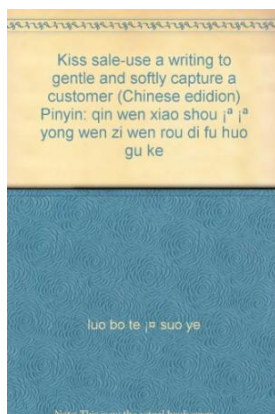 Kiss sale-use a writing to
gentle and softly capture a
customer (Chinese edidion)
Pinyin: qin wen xiao shou ¡ª ¡ª
yong wen zi wen rou di fu huo
gu ke
luo bo te ¡¤ suo ye